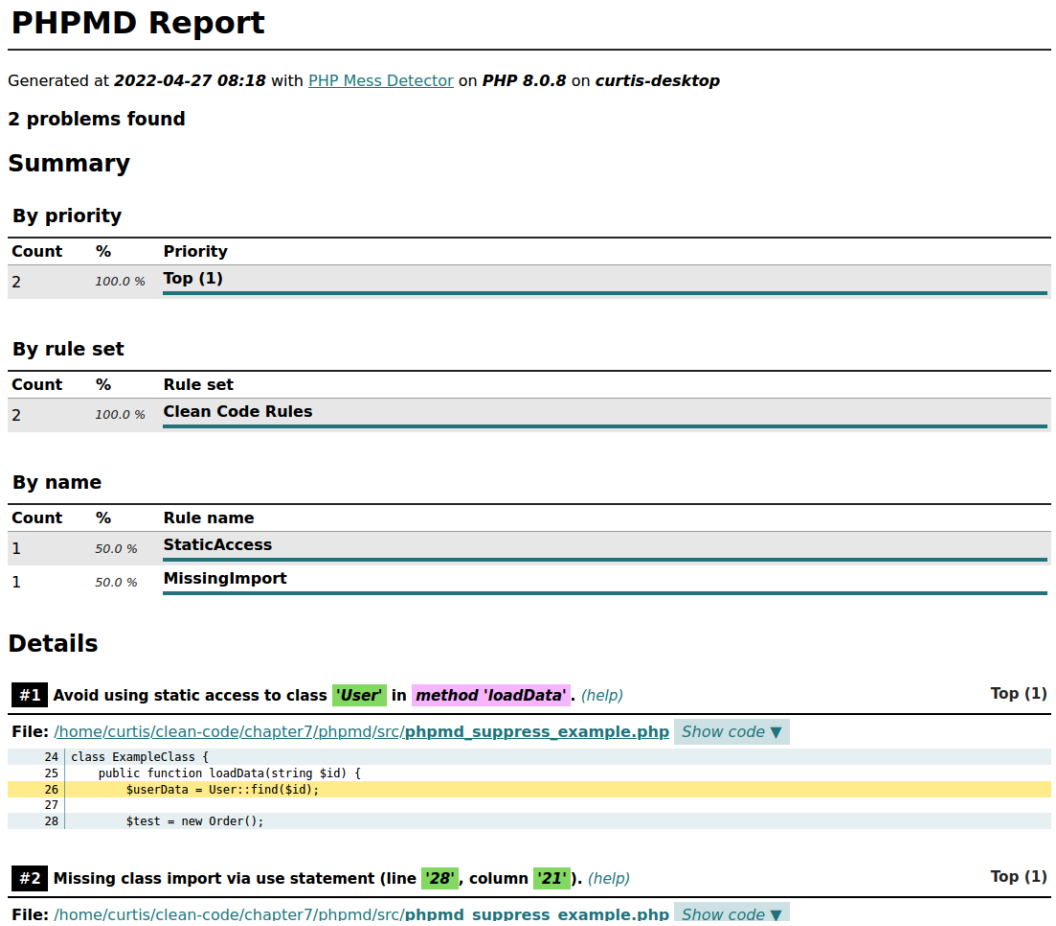 PHPMD Report
Generated at 2022-04-27 08:18 with PHP Mess Detector on PHP 8.0.8 on curtis-desktop
2 problems found
Summary
By priority
Count % Priority
2 100.0 % Top (1)
By rule set
Count % Rule set
2 100.0 % Clean Code Rules
By name
Count % Rule name
1 50.0 % StaticAccess
1 50.0 % MissingImport
Details
#1 Avoid using static access to class 'User' in method 'loadData'. (help) Top (1)
File: /home/curtis/clean-code/chapter7/phpmd/src/phpmd_suppress_example.php Show code ▼
24 class ExampleClass {
25     public function loadData(string $id) {
26         $userData = User::find($id);
27
28         $test = new Order();
#2 Missing class import via use statement (line '28', column '21'). (help) Top (1)
File: /home/curtis/clean-code/chapter7/phpmd/src/phpmd_suppress_example.php Show code ▼